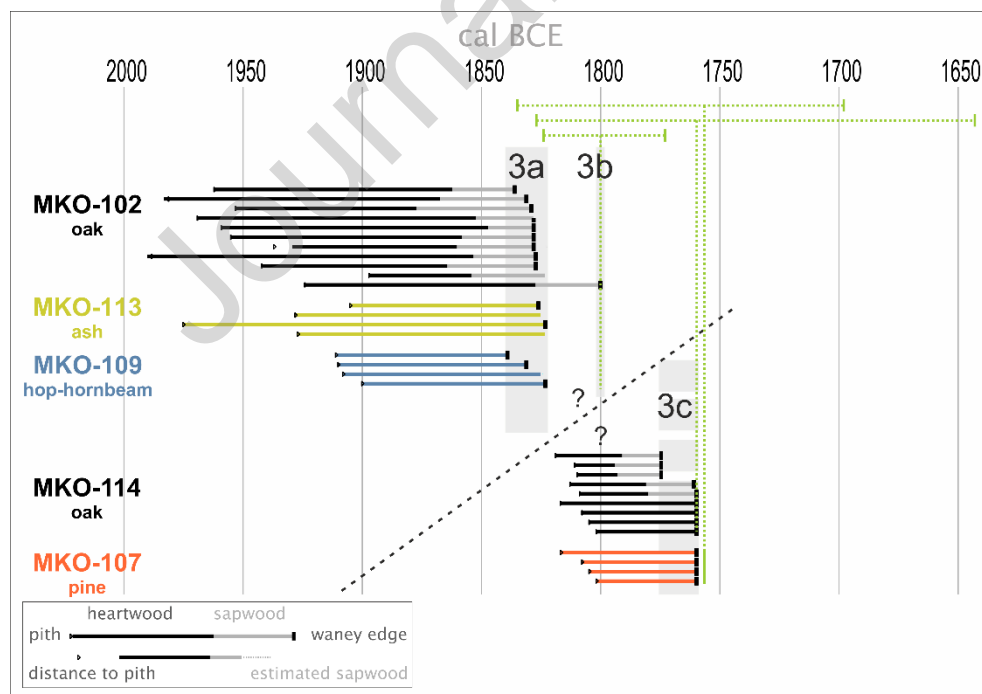 Journal
cal BCE
2000 1950 1900 1850 1800 1750 1700 1650
3a 3b
MKO-102
oak
MKO-113
ash
MKO-109
hop-hornbeam
?
3c
?
MKO-114
oak
MKO-107
pine
heartwood sapwood
pith waney edge
distance to pith estimated sapwood